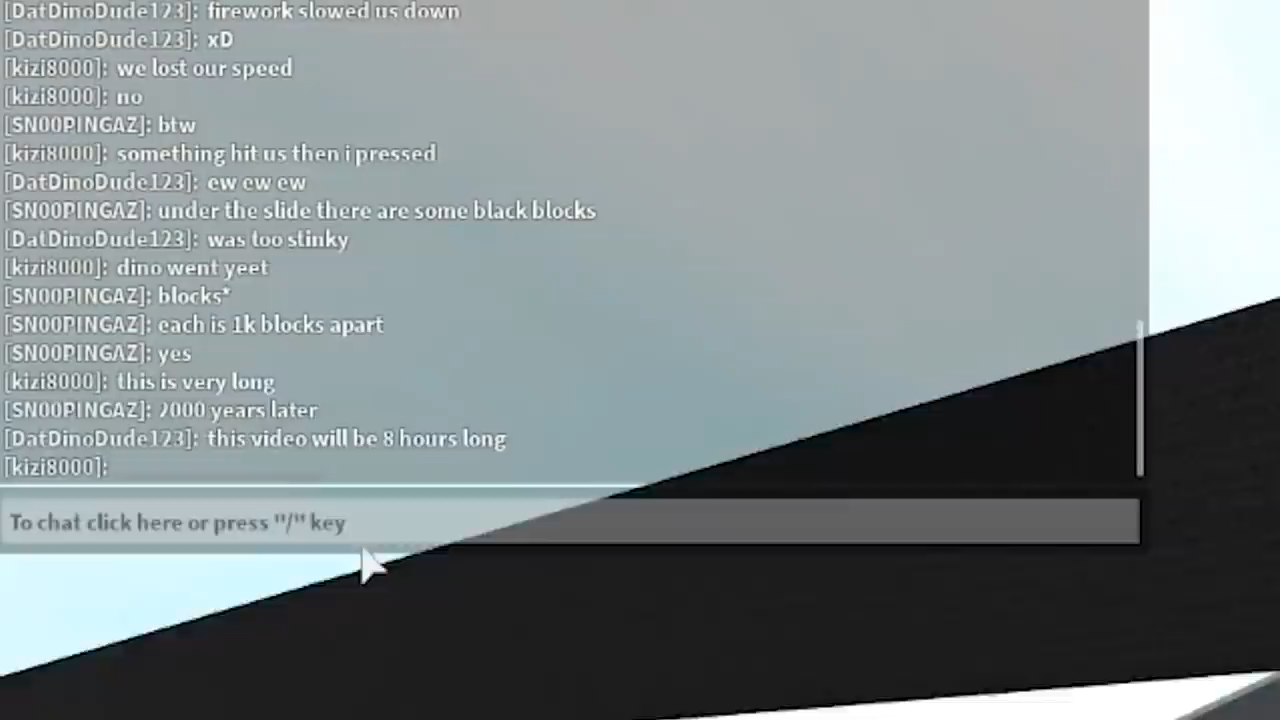 [DatDinoDude123]: firework slowed us down
[DatDinoDude123]: xD
[kizi8000]: we lost our speed
[kizi8000]: no
[SN00PINGAZ]: btw
[kizi8000]: something hit us then i pressed
[DatDinoDude123]: ew ew ew
[SN00PINGAZ]: under the slide there are some black blocks
[DatDinoDude123]: was too stinky
[kizi8000]: dino went yeet
[SN00PINGAZ]: blocks*
[SN00PINGAZ]: each is 1k blocks apart
[SN00PINGAZ]: yes
[kizi8000]: this is very long
[SN00PINGAZ]: 2000 years later
[DatDinoDude123]: this video will be 8 hours long
[kizi8000]:
To chat click here or press "/" key